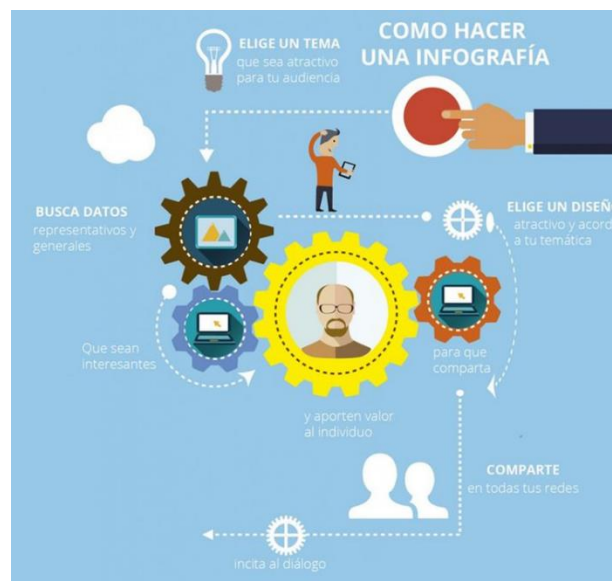 COMO HACER
UNA INFOGRAFÍA
ELIGE UN TEMA
que sea atractivo
para tu audiencia
BUSCA DATOS
representativos y
generales
ELIGE UN DISEÑO
atractivo y acord
a tu temática
Que sean
interesantes
para que
comparta
y aporten valor
al individuo
COMPARTE
en todas tus redes
incita al diálogo